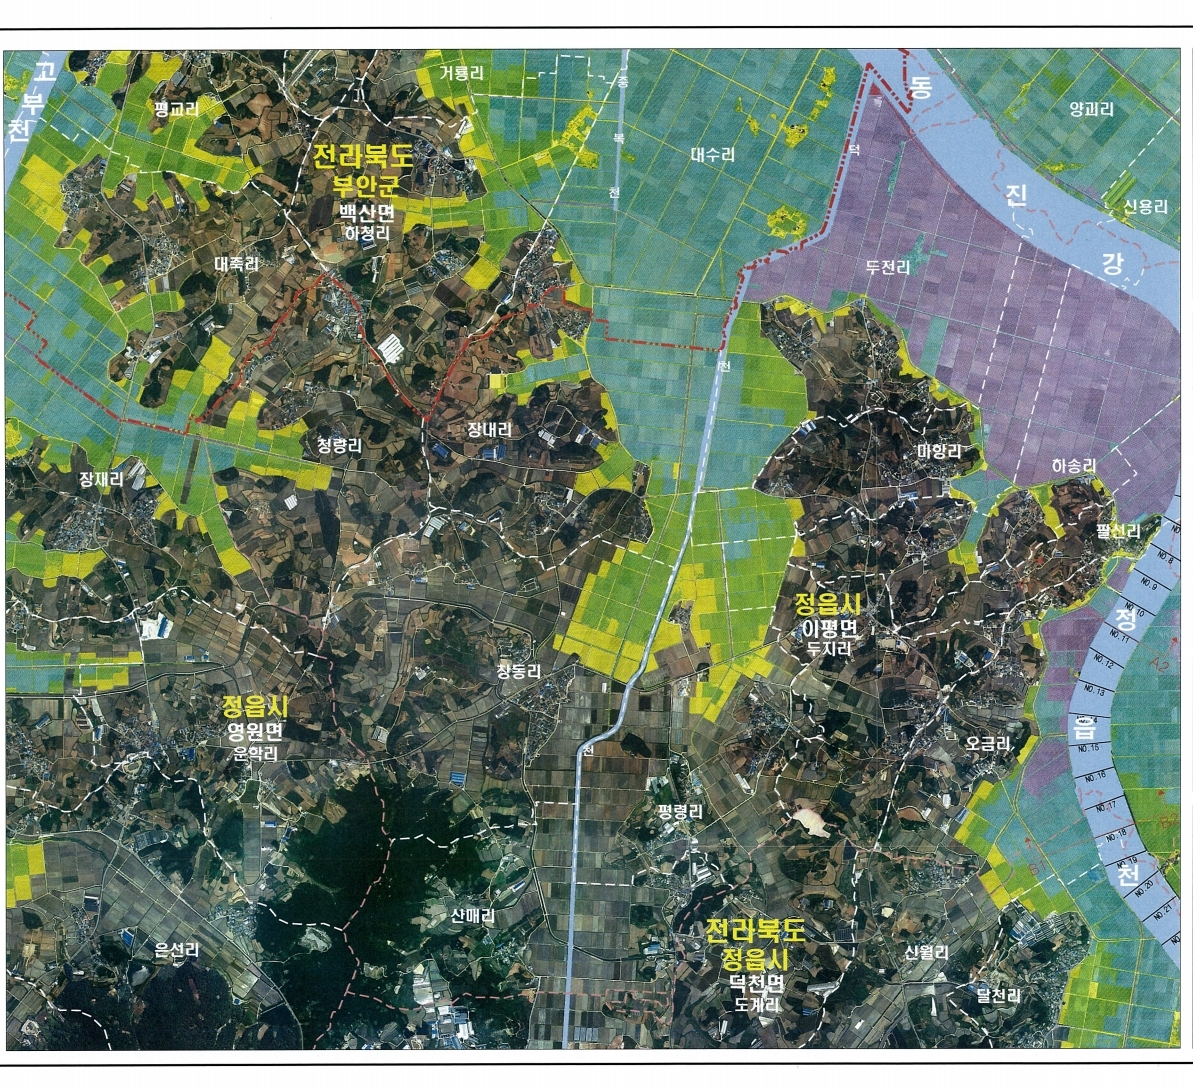 고
부
천
평교리
거룡리
중
복
천
대수리
동
진
강
양괴리
신용리
덕
천
천
두전리
전라북도
부안군
백산면
하청리
대죽리
청량리
장내리
장재리
마항리
하송리
팔선리
정읍시
이평면
두지리
창동리
정읍시
영원면
운학리
오금리
평령리
전라북도
정읍시
덕천면
도계리
산매리
은선리
신월리
달천리
정
읍
천
NO.8
NO.9
NO.10
NO.11
NO.12
NO.13
NO.15
NO.16
NO.17
NO.18
NO.19
NO.20
NO.21
A2